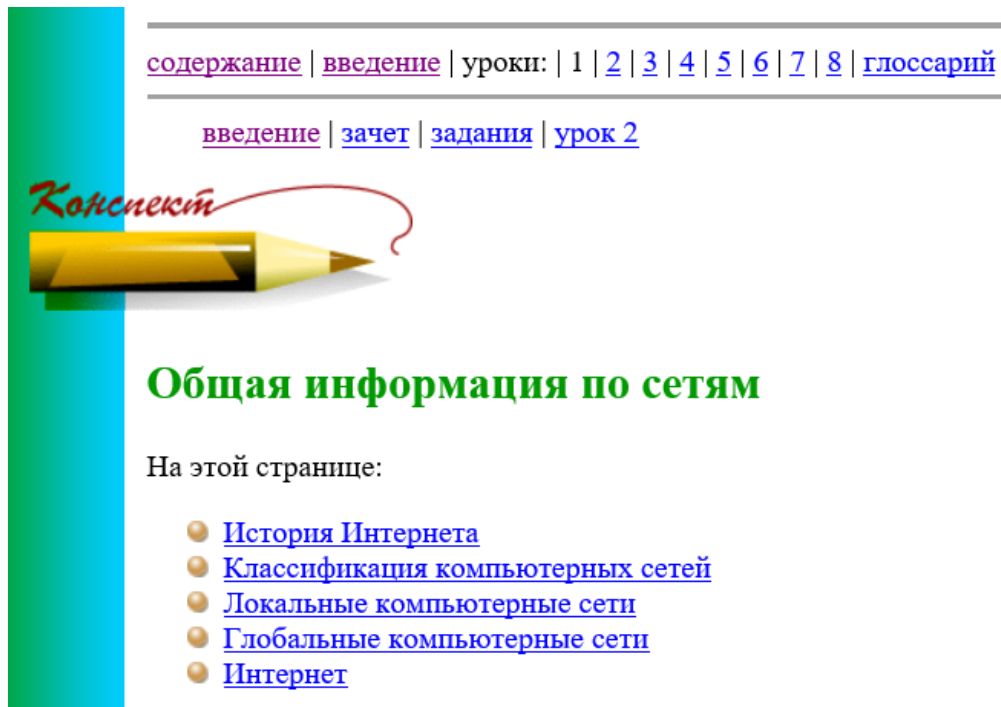 содержание | введение | уроки: | 1 | 2 | 3 | 4 | 5 | 6 | 7 | 8 | глоссарий
введение | зачет | задания | урок 2
Конспект
Общая информация по сетям
На этой странице:
История Интернета
Классификация компьютерных сетей
Локальные компьютерные сети
Глобальные компьютерные сети
Интернет